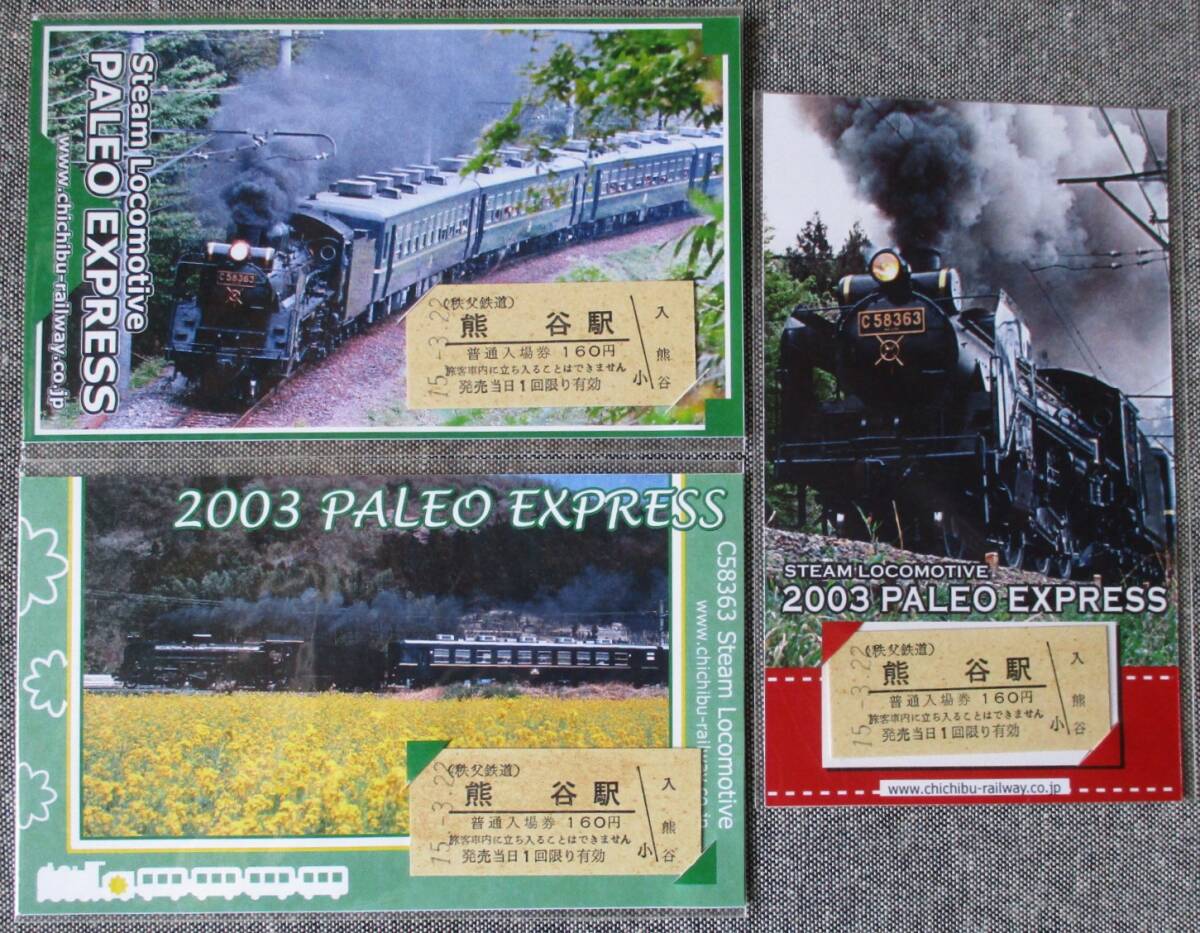 Steam Locomotive
PALEO EXPRESS
www.chichibu-railway.co.jp
C58363
(秩父鉄道)
熊谷駅
普通入場券 160円
旅客車内に立ち入ることはできません
発売当日1回限り有効
15.-3.22
入
小
熊谷
2003 PALEO EXPRESS
C58363 Steam Locomotive
www.chichibu-railway.co.jp
(秩父鉄道)
熊谷駅
普通入場券 160円
旅客車内に立ち入ることはできません
発売当日1回限り有効
15.-3.22
入
小
熊谷
C58363
STEAM LOCOMOTIVE
2003 PALEO EXPRESS
(秩父鉄道)
熊谷駅
普通入場券 160円
旅客車内に立ち入ることはできません
発売当日1回限り有効
15.-3.22
入
小
熊谷
www.chichibu-railway.co.jp